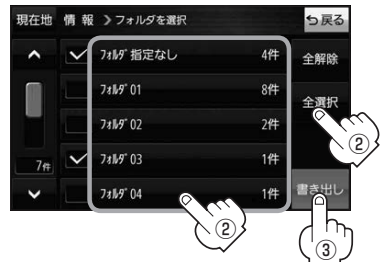 現在地 情 報 ＞フォルダを選択 戻る
ﾌｫﾙﾀﾞ 指定なし 4件 全解除
ﾌｫﾙﾀﾞ 01 8件
全選択
ﾌｫﾙﾀﾞ 02 2件
②
7件 ﾌｫﾙﾀﾞ 03 1件
ﾌｫﾙﾀﾞ 04 1件 書き出し
②
③